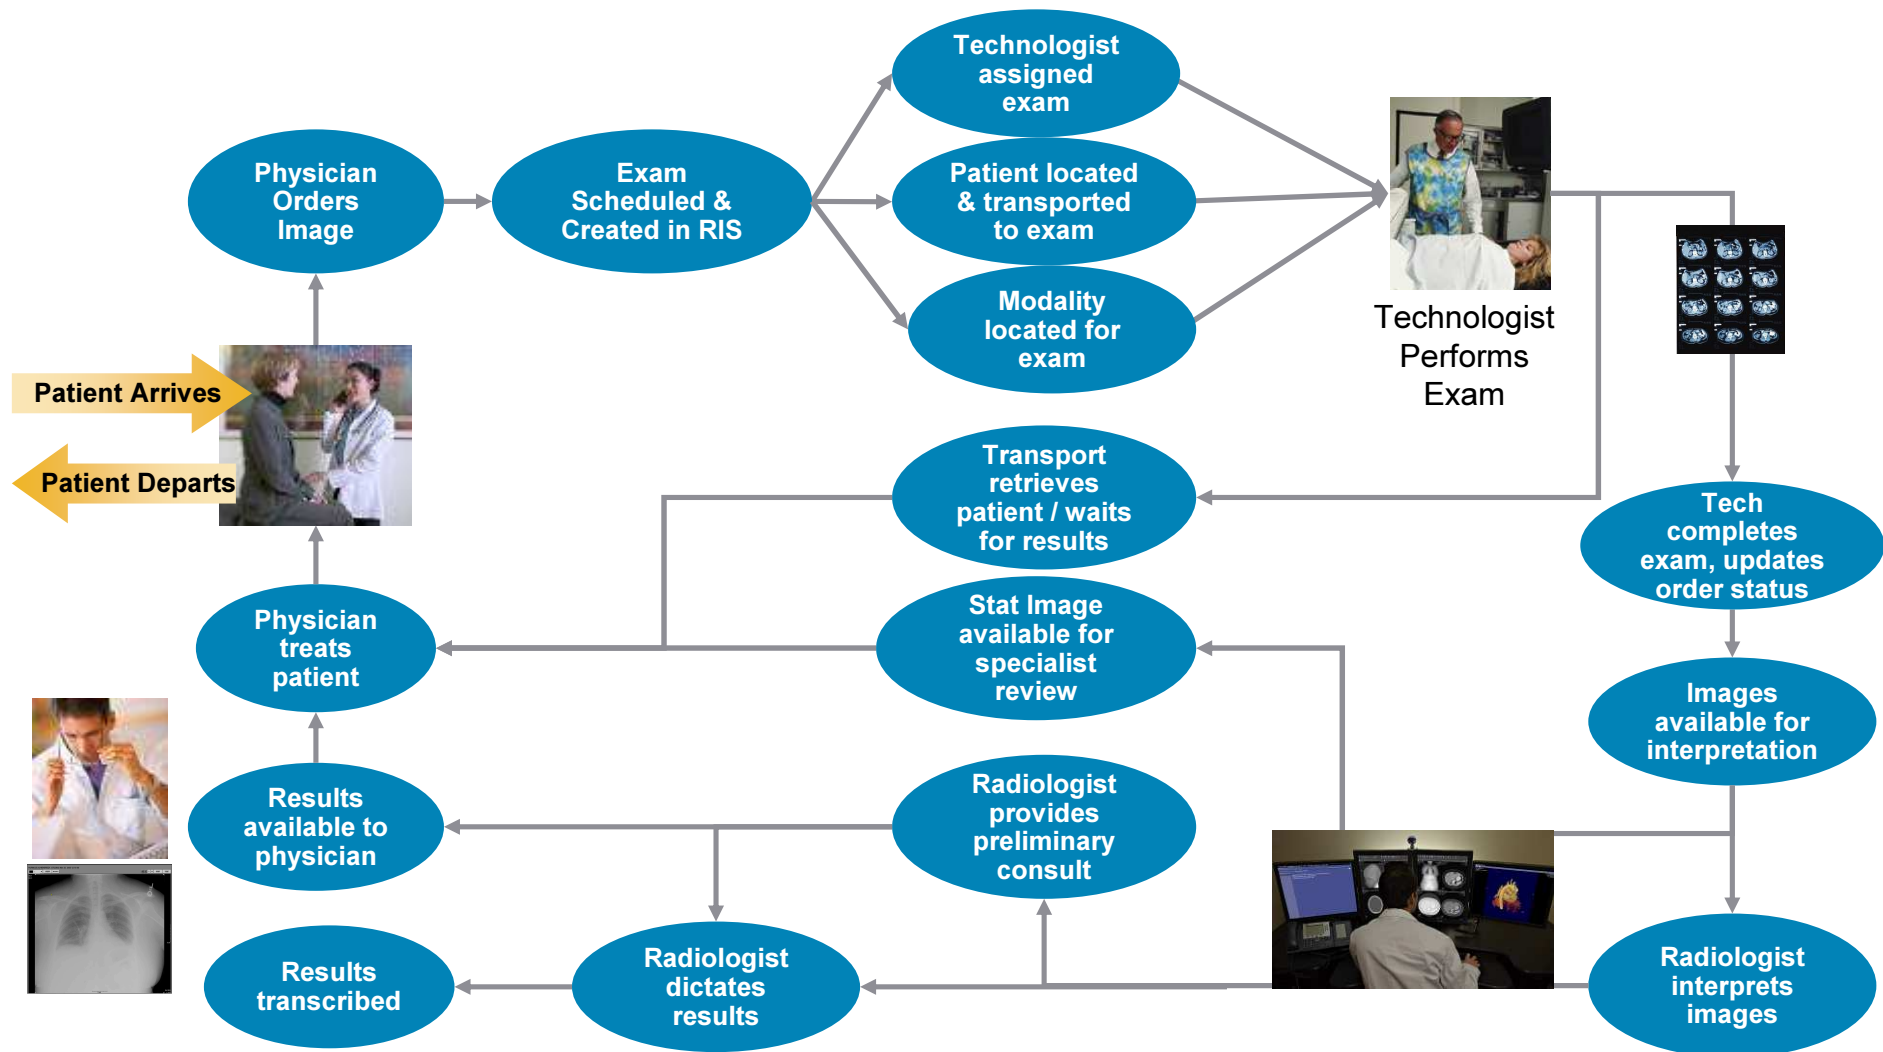 Technologist
assigned
exam
Physician
Orders
Image
Exam
Scheduled &
Created in RIS
Patient located
& transported
to exam
Modality
located for
exam
Technologist
Performs
Exam
Patient Arrives
Patient Departs
Transport
retrieves
patient / waits
for results
Tech
completes
exam, updates
order status
Physician
treats
patient
Stat Image
available for
specialist
review
Images
available for
interpretation
Results
available to
physician
Radiologist
provides
preliminary
consult
Results
transcribed
Radiologist
dictates
results
Radiologist
interprets
images